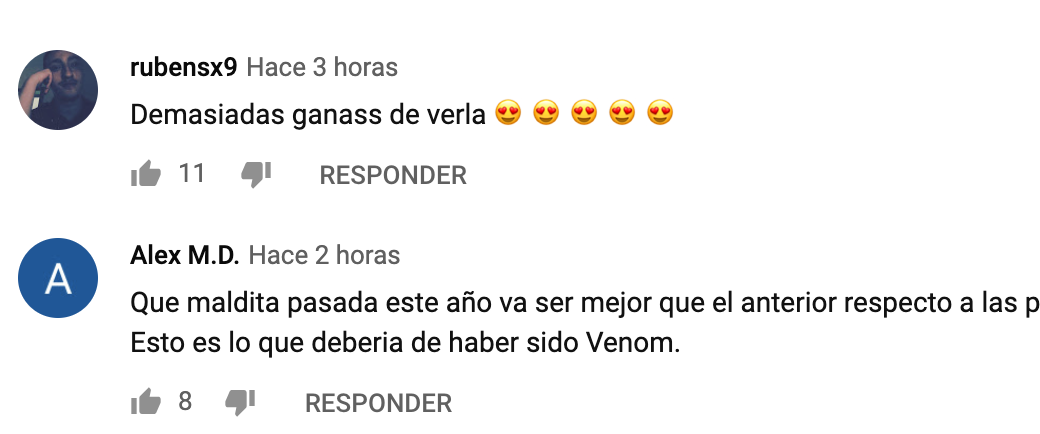 rubensx9 Hace 3 horas
Demasiadas ganass de verla 😍 😍 😍 😍 😍
11 RESPONDER
A
Alex M.D. Hace 2 horas
Que maldita pasada este año va ser mejor que el anterior respecto a las p
Esto es lo que deberia de haber sido Venom.
8 RESPONDER